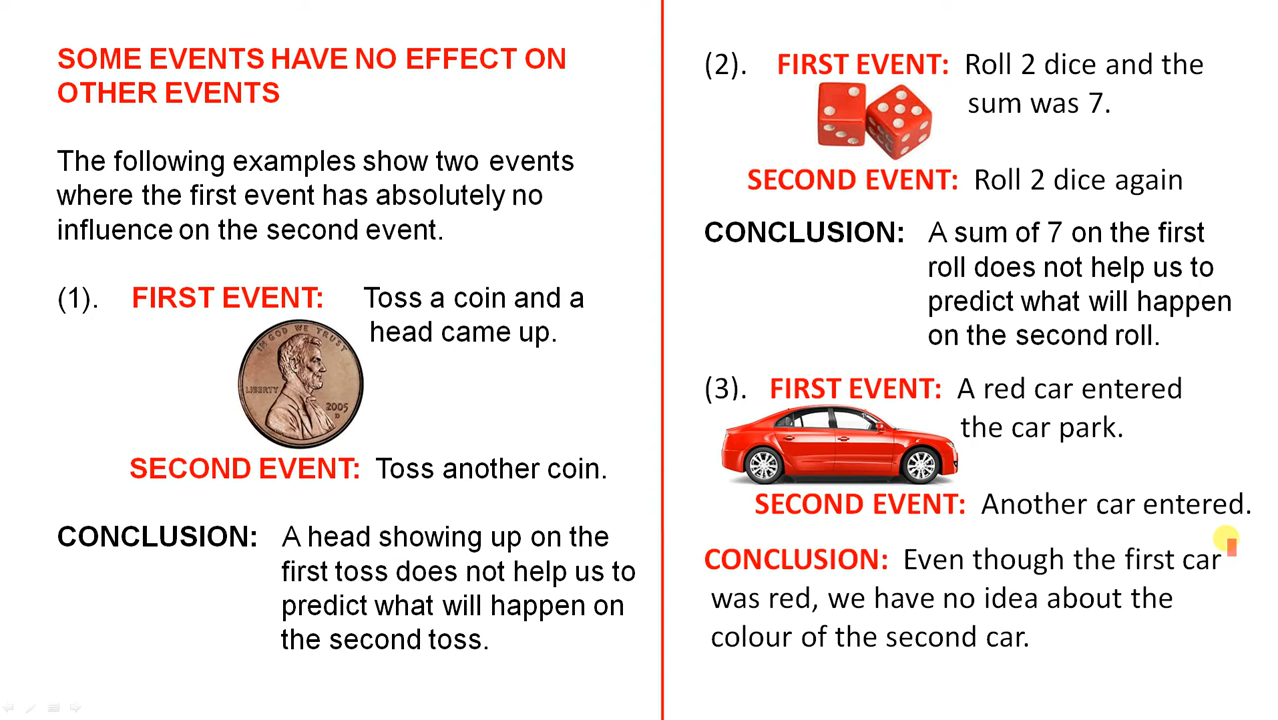 SOME EVENTS HAVE NO EFFECT ON
OTHER EVENTS
The following examples show two events
where the first event has absolutely no
influence on the second event.
(1). FIRST EVENT: Toss a coin and a
head came up.
IN GOD WE TRUST
LIBERTY
2005
D
SECOND EVENT: Toss another coin.
CONCLUSION: A head showing up on the
first toss does not help us to
predict what will happen on
the second toss.
(2). FIRST EVENT: Roll 2 dice and the
sum was 7.
SECOND EVENT: Roll 2 dice again
CONCLUSION: A sum of 7 on the first
roll does not help us to
predict what will happen
on the second roll.
(3). FIRST EVENT: A red car entered
the car park.
SECOND EVENT: Another car entered.
CONCLUSION: Even though the first car
was red, we have no idea about the
colour of the second car.